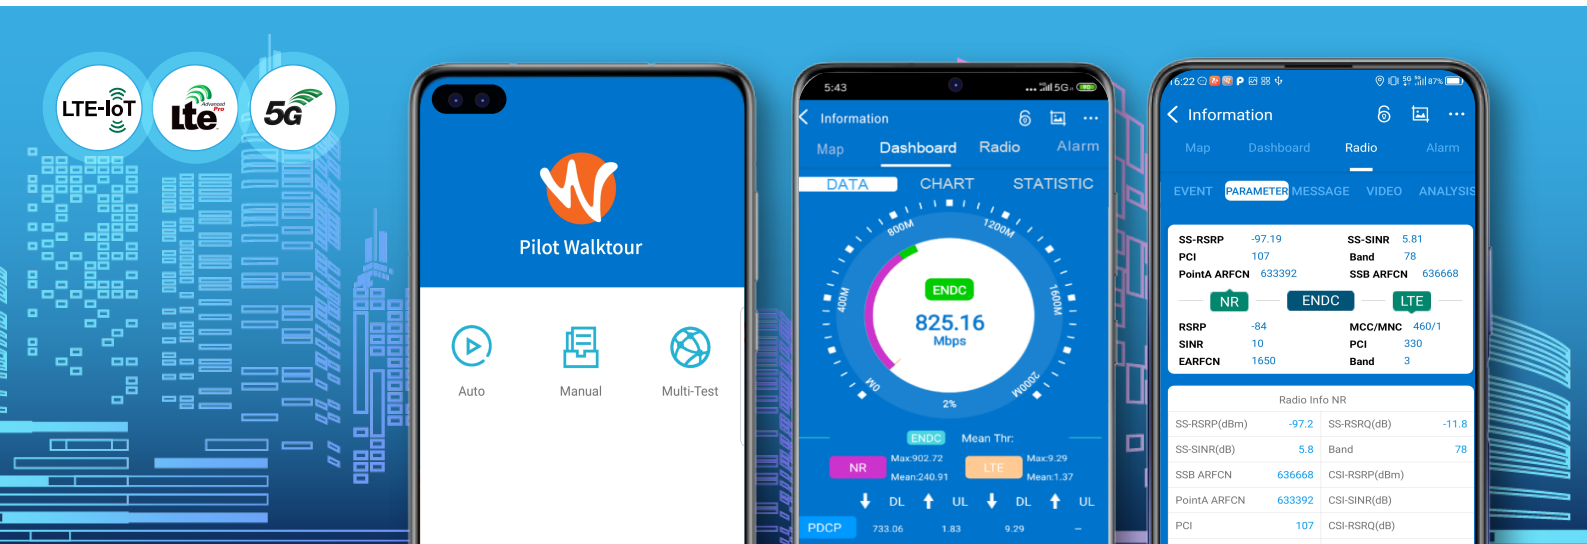 LTE-IoT
Lte Advanced Pro
5G
Pilot Walktour
Auto Manual Multi-Test
5:43 5G
Information
Map Dashboard Radio Alarm
DATA CHART STATISTIC
0M 400M 800M 1200M 1600M 2000M
ENDC
825.16
Mbps
2%
ENDC Mean Thr:
NR Max:902.72 LTE Max:9.29
Mean:240.91 Mean:1.37
DL UL DL UL
PDCP 733.06 1.83 9.29 –
16:22 87%
Information
Map Dashboard Radio Alarm
EVENT PARAMETER MESSAGE VIDEO ANALYSIS
SS-RSRP -97.19 SS-SINR 5.81
PCI 107 Band 78
PointA ARFCN 633392 SSB ARFCN 636668
NR ENDC LTE
RSRP -84 MCC/MNC 460/1
SINR 10 PCI 330
EARFCN 1650 Band 3
Radio Info NR
SS-RSRP(dBm) -97.2 SS-RSRQ(dB) -11.8
SS-SINR(dB) 5.8 Band 78
SSB ARFCN 636668 CSI-RSRP(dBm)
PointA ARFCN 633392 CSI-SINR(dB)
PCI 107 CSI-RSRQ(dB)